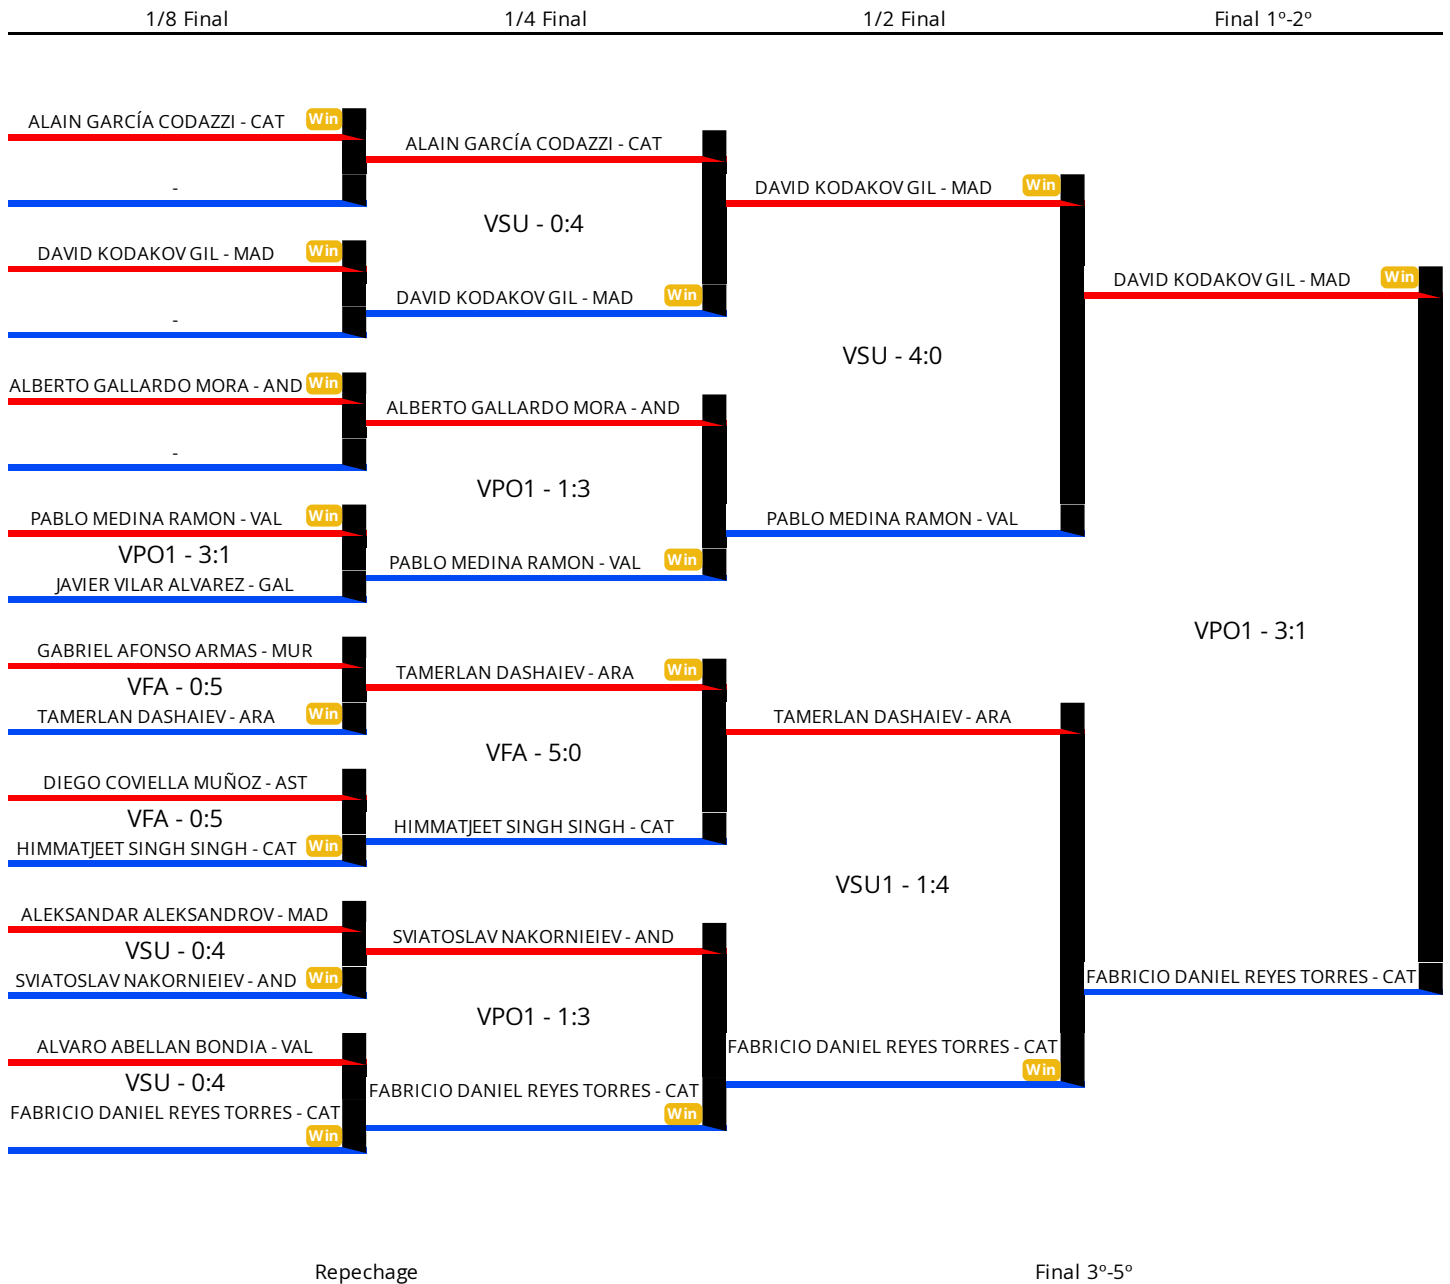 1/8 Final
1/4 Final
1/2 Final
Final 1º-2º
ALAIN GARCÍA CODAZZI - CAT
Win
-
DAVID KODAKOV GIL - MAD
Win
-
ALBERTO GALLARDO MORA - AND
Win
-
PABLO MEDINA RAMON - VAL
Win
VPO1 - 3:1
JAVIER VILAR ALVAREZ - GAL
GABRIEL AFONSO ARMAS - MUR
VFA - 0:5
TAMERLAN DASHAIEV - ARA
Win
DIEGO COVIELLA MUÑOZ - AST
VFA - 0:5
HIMMATJEET SINGH SINGH - CAT
Win
ALEKSANDAR ALEKSANDROV - MAD
VSU - 0:4
SVIATOSLAV NAKORNIEIEV - AND
Win
ALVARO ABELLAN BONDIA - VAL
VSU - 0:4
FABRICIO DANIEL REYES TORRES - CAT
Win
ALAIN GARCÍA CODAZZI - CAT
VSU - 0:4
DAVID KODAKOV GIL - MAD
Win
ALBERTO GALLARDO MORA - AND
VPO1 - 1:3
PABLO MEDINA RAMON - VAL
Win
TAMERLAN DASHAIEV - ARA
Win
VFA - 5:0
HIMMATJEET SINGH SINGH - CAT
SVIATOSLAV NAKORNIEIEV - AND
VPO1 - 1:3
FABRICIO DANIEL REYES TORRES - CAT
Win
DAVID KODAKOV GIL - MAD
Win
VSU - 4:0
PABLO MEDINA RAMON - VAL
TAMERLAN DASHAIEV - ARA
VSU1 - 1:4
FABRICIO DANIEL REYES TORRES - CAT
Win
DAVID KODAKOV GIL - MAD
Win
VPO1 - 3:1
FABRICIO DANIEL REYES TORRES - CAT
Repechage
Final 3º-5º